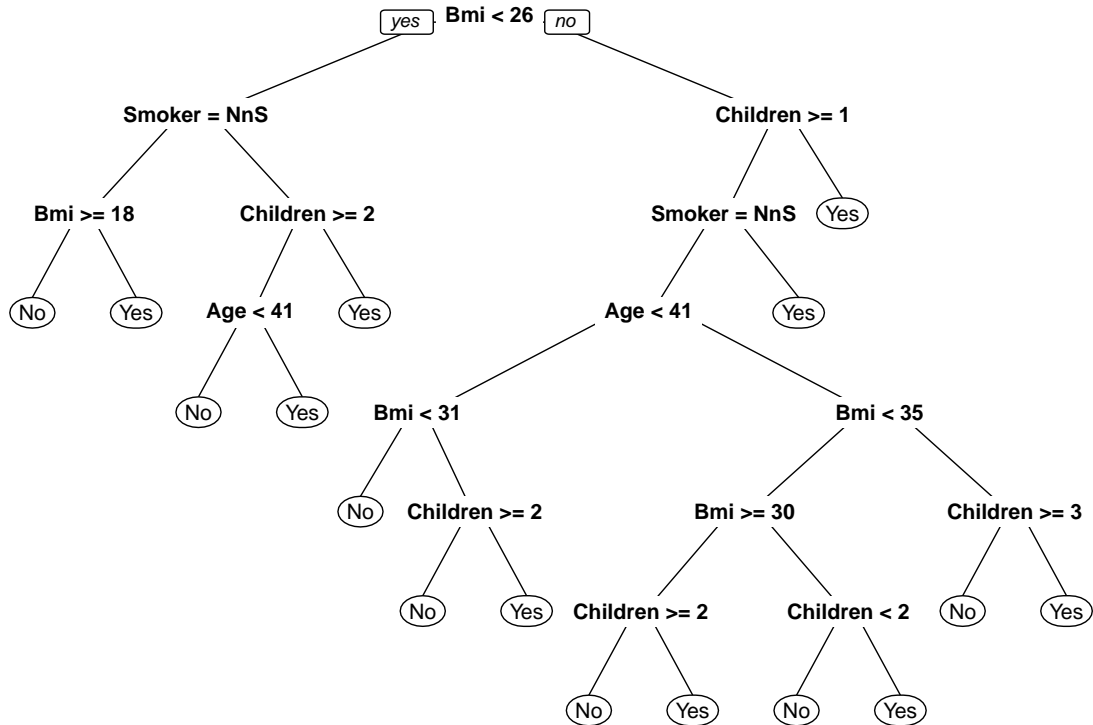 yes Bmi < 26 no
Smoker = NnS Children >= 1
Bmi >= 18 Children >= 2 Smoker = NnS Yes
No Yes Age < 41 Yes Age < 41 Yes
No Yes Bmi < 31 Bmi < 35
No Children >= 2 Bmi >= 30 Children >= 3
No Yes Children >= 2 Children < 2 No Yes
No Yes No Yes